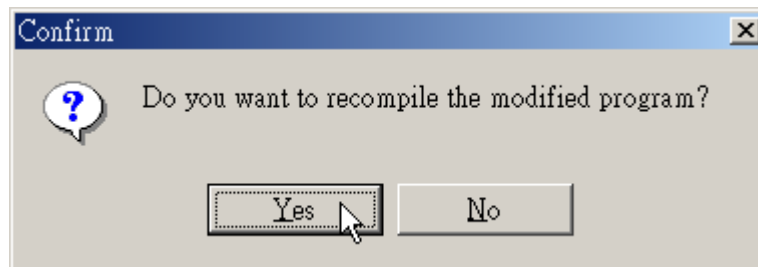 Confirm
Do you want to recompile the modified program?
Yes
No